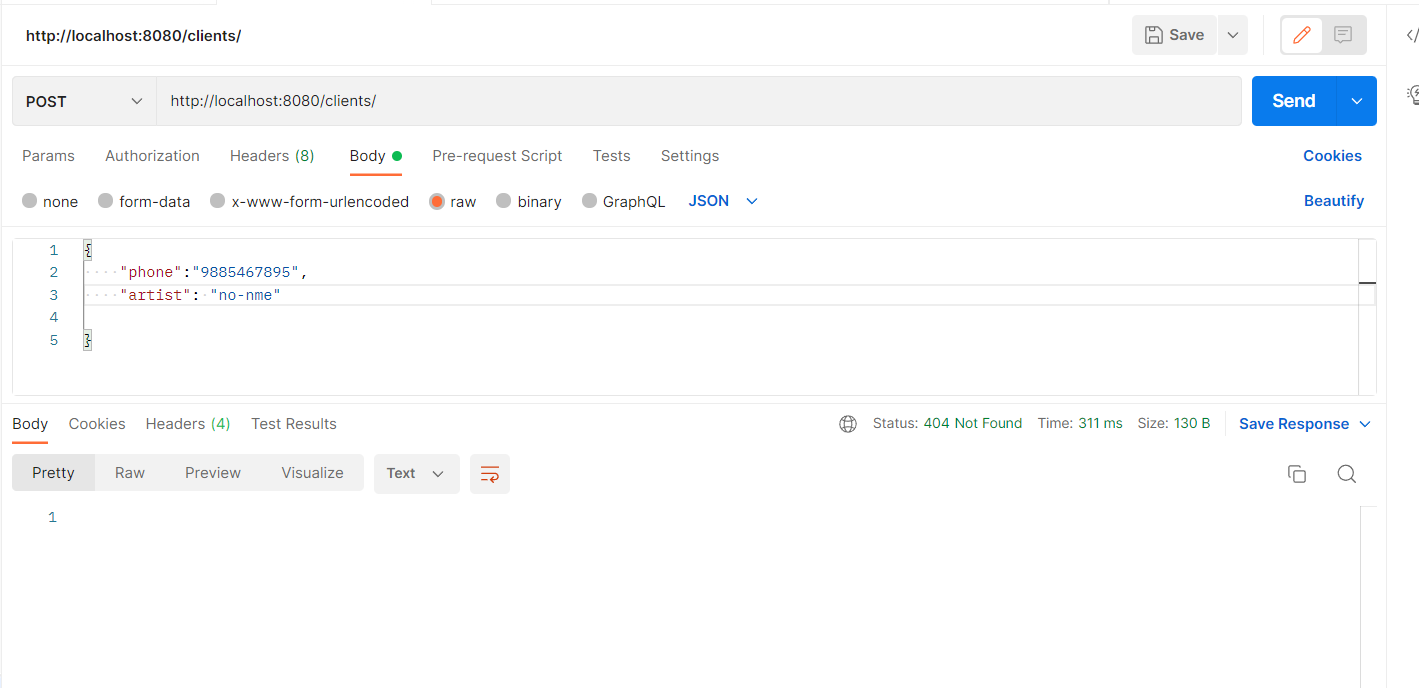 http://localhost:8080/clients/
Save
POST http://localhost:8080/clients/ Send
Params Authorization Headers (8) Body Pre-request Script Tests Settings Cookies
none form-data x-www-form-urlencoded raw binary GraphQL JSON Beautify
1 {
2 "phone":"9885467895",
3 "artist": "no-nme"
4
5 }
Body Cookies Headers (4) Test Results Status: 404 Not Found Time: 311 ms Size: 130 B Save Response
Pretty Raw Preview Visualize Text
1